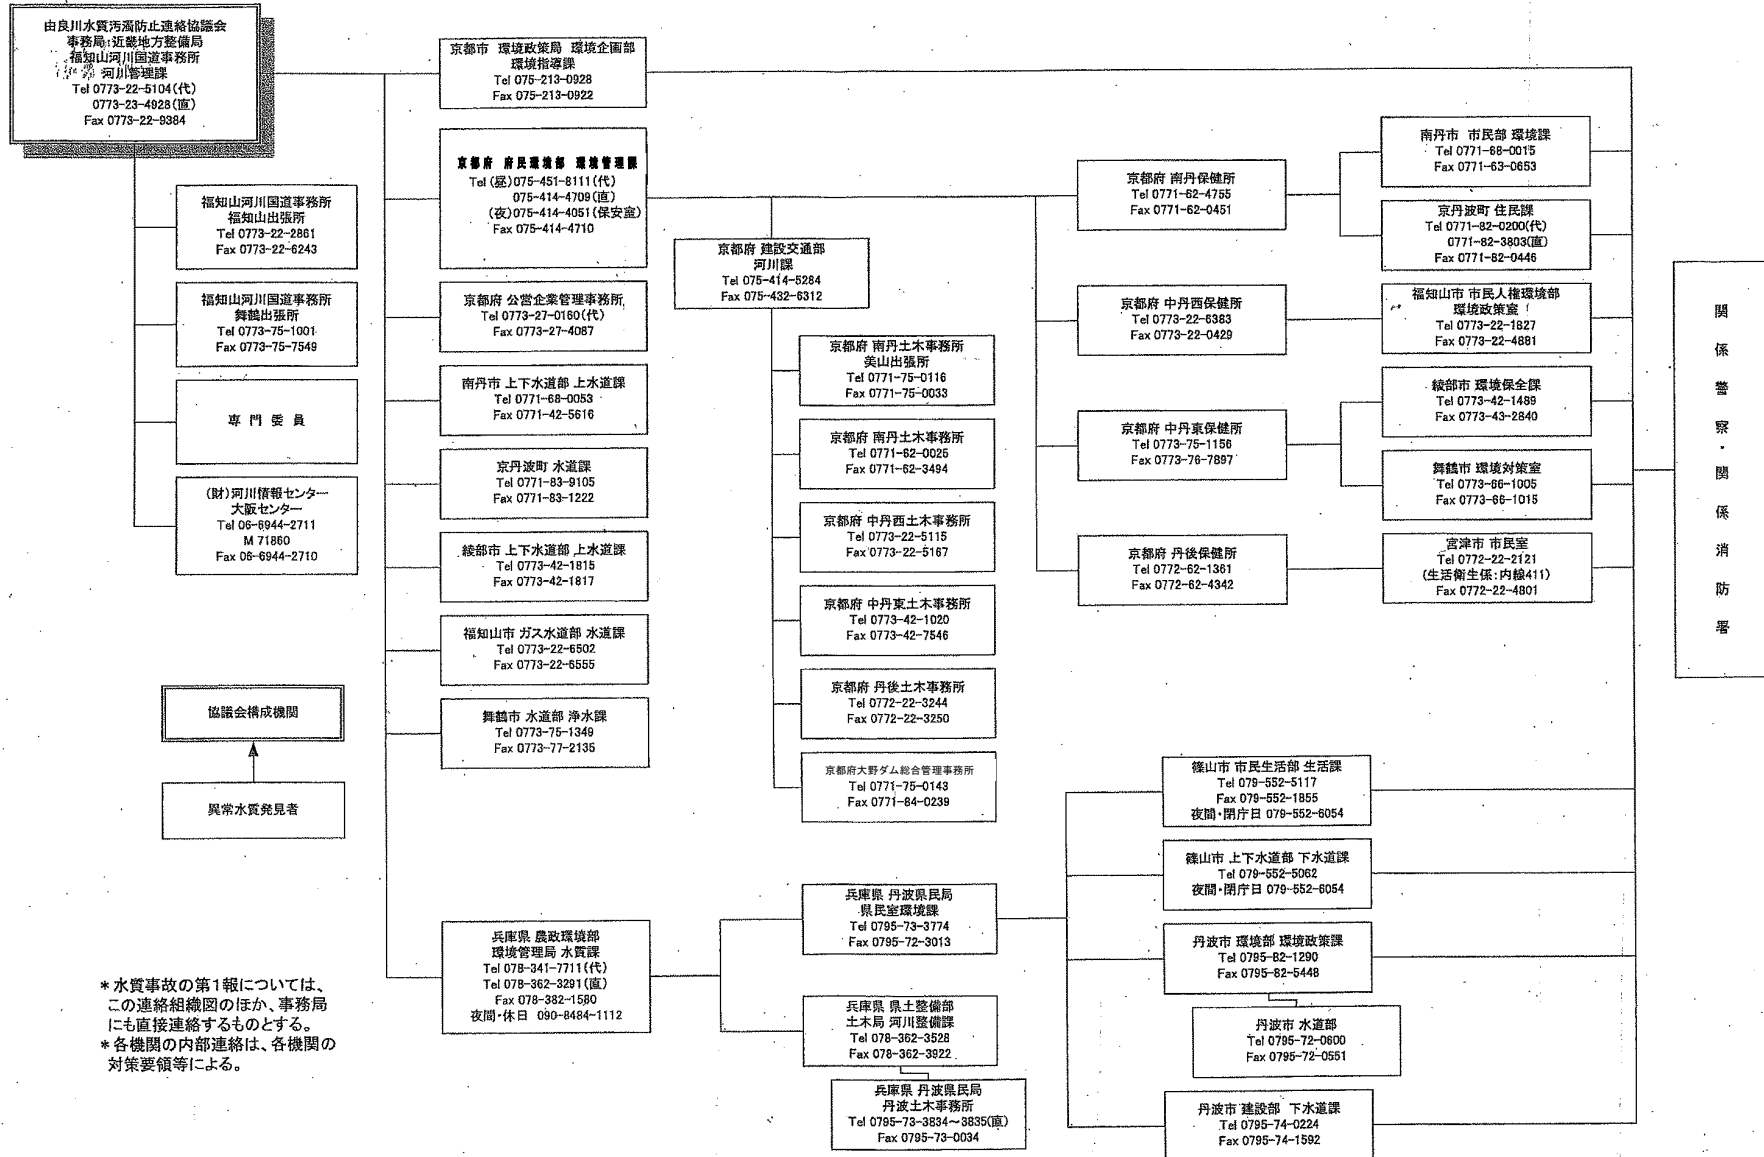 由良川水質汚濁防止連絡協議会
事務局:近畿地方整備局
福知山河川国道事務所
河川管理課
Tel 0773-22-5104(代)
0773-23-4928(直)
Fax 0773-22-9384
福知山河川国道事務所
福知山出張所
Tel 0773-22-2861
Fax 0773-22-6243
福知山河川国道事務所
舞鶴出張所
Tel 0773-75-1001
Fax 0773-75-7549
専門委員
(財)河川情報センター
大阪センター
Tel 06-6944-2711
M 71860
Fax 06-6944-2710
協議会構成機関
異常水質発見者
*水質事故の第1報については、
この連絡組織図のほか、事務局
にも直接連絡するものとする。
*各機関の内部連絡は、各機関の
対策要領等による。
京都市 環境政策局 環境企画部
環境指導課
Tel 075-213-0928
Fax 075-213-0922
京都府 府民環境部 環境管理課
Tel (昼)075-451-8111(代)
075-414-4709(直)
(夜)075-414-4051(保安室)
Fax 075-414-4710
京都府 公営企業管理事務所
Tel 0773-27-0160(代)
Fax 0773-27-4087
南丹市 上下水道部 上水道課
Tel 0771-68-0053
Fax 0771-42-5616
京丹波町 水道課
Tel 0771-83-9105
Fax 0771-83-1222
綾部市 上下水道部 上水道課
Tel 0773-42-1815
Fax 0773-42-1817
福知山市 ガス水道部 水道課
Tel 0773-22-6502
Fax 0773-22-6555
舞鶴市 水道部 浄水課
Tel 0773-75-1349
Fax 0773-77-2135
兵庫県 農政環境部
環境管理局 水質課
Tel 078-341-7711(代)
Tel 078-362-3291(直)
Fax 078-382-1580
夜間・休日 090-8484-1112
京都府 建設交通部
河川課
Tel 075-414-5284
Fax 075-432-6312
京都府 南丹土木事務所
美山出張所
Tel 0771-75-0116
Fax 0771-75-0033
京都府 南丹土木事務所
Tel 0771-62-0025
Fax 0771-62-3494
京都府 中丹西土木事務所
Tel 0773-22-5115
Fax 0773-22-5167
京都府 中丹東土木事務所
Tel 0773-42-1020
Fax 0773-42-7546
京都府 丹後土木事務所
Tel 0772-22-3244
Fax 0772-22-3250
京都府大野ダム総合管理事務所
Tel 0771-75-0143
Fax 0771-84-0239
兵庫県 丹波県民局
県民室環境課
Tel 0795-73-3774
Fax 0795-72-3013
兵庫県 県土整備部
土木局 河川整備課
Tel 078-362-3528
Fax 078-362-3922
兵庫県 丹波県民局
丹波土木事務所
Tel 0795-73-3834～3835(直)
Fax 0795-73-0034
京都府 南丹保健所
Tel 0771-62-4755
Fax 0771-62-0451
京都府 中丹西保健所
Tel 0773-22-6383
Fax 0773-22-0429
京都府 中丹東保健所
Tel 0773-75-1156
Fax 0773-76-7897
京都府 丹後保健所
Tel 0772-62-1361
Fax 0772-62-4342
南丹市 市民部 環境課
Tel 0771-68-0015
Fax 0771-63-0653
京丹波町 住民課
Tel 0771-82-0200(代)
0771-82-3803(直)
Fax 0771-82-0446
福知山市 市民人権環境部
環境政策室
Tel 0773-22-1827
Fax 0773-22-4881
綾部市 環境保全課
Tel 0773-42-1489
Fax 0773-43-2840
舞鶴市 環境対策室
Tel 0773-66-1005
Fax 0773-66-1015
宮津市 市民室
Tel 0772-22-2121
(生活衛生係:内線411)
Fax 0772-22-4801
篠山市 市民生活部 生活課
Tel 079-552-5117
Fax 079-552-1855
夜間・閉庁日 079-552-6054
篠山市 上下水道部 下水道課
Tel 079-552-5062
夜間・閉庁日 079-552-6054
丹波市 環境部 環境政策課
Tel 0795-82-1290
Fax 0795-82-5448
丹波市 水道部
Tel 0795-72-0600
Fax 0795-72-0551
丹波市 建設部 下水道課
Tel 0795-74-0224
Fax 0795-74-1592
関係警察・関係消防署